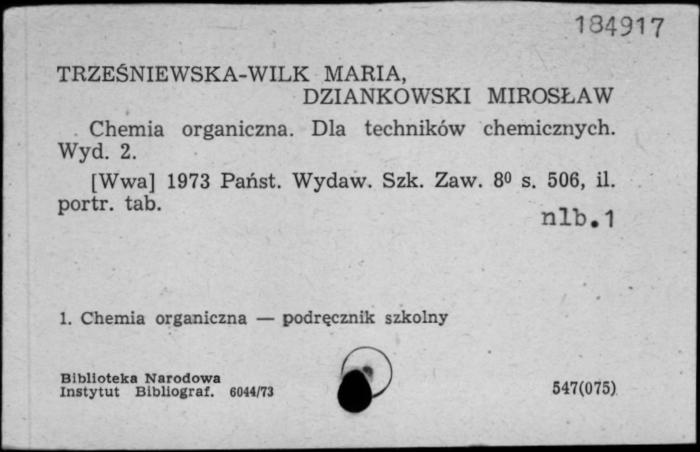 184917
TRZEŚNIEWSKA-WILK MARIA,
DZIANKOWSKI MIROSŁAW
Chemia organiczna. Dla techników chemicznych.
Wyd. 2.
[Wwa] 1973 Państ. Wydaw. Szk. Zaw. 8⁰ s. 506, il.
portr. tab.
nlb.1
1. Chemia organiczna — podręcznik szkolny
Biblioteka Narodowa
Instytut Bibliograf. 6044/73
547(075)